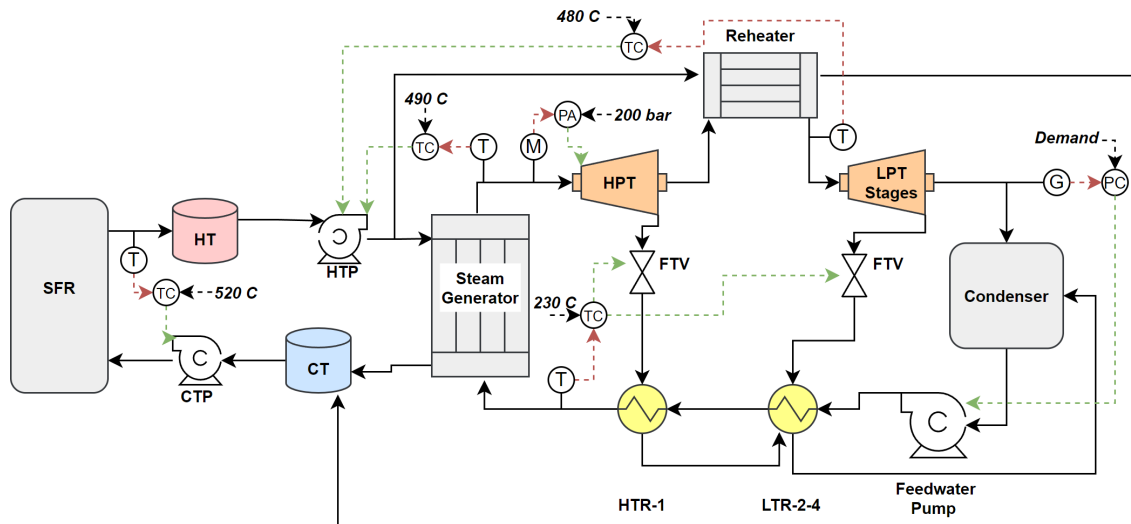 480 C
TC
Reheater
490 C
TC
T
M
PA
200 bar
T
Demand
HPT
LPT
Stages
G
PC
SFR
HT
HTP
T
TC
520 C
Steam
Generator
FTV
FTV
Condenser
230 C
TC
C
CTP
CT
T
C
Feedwater
Pump
HTR-1
LTR-2-4
C